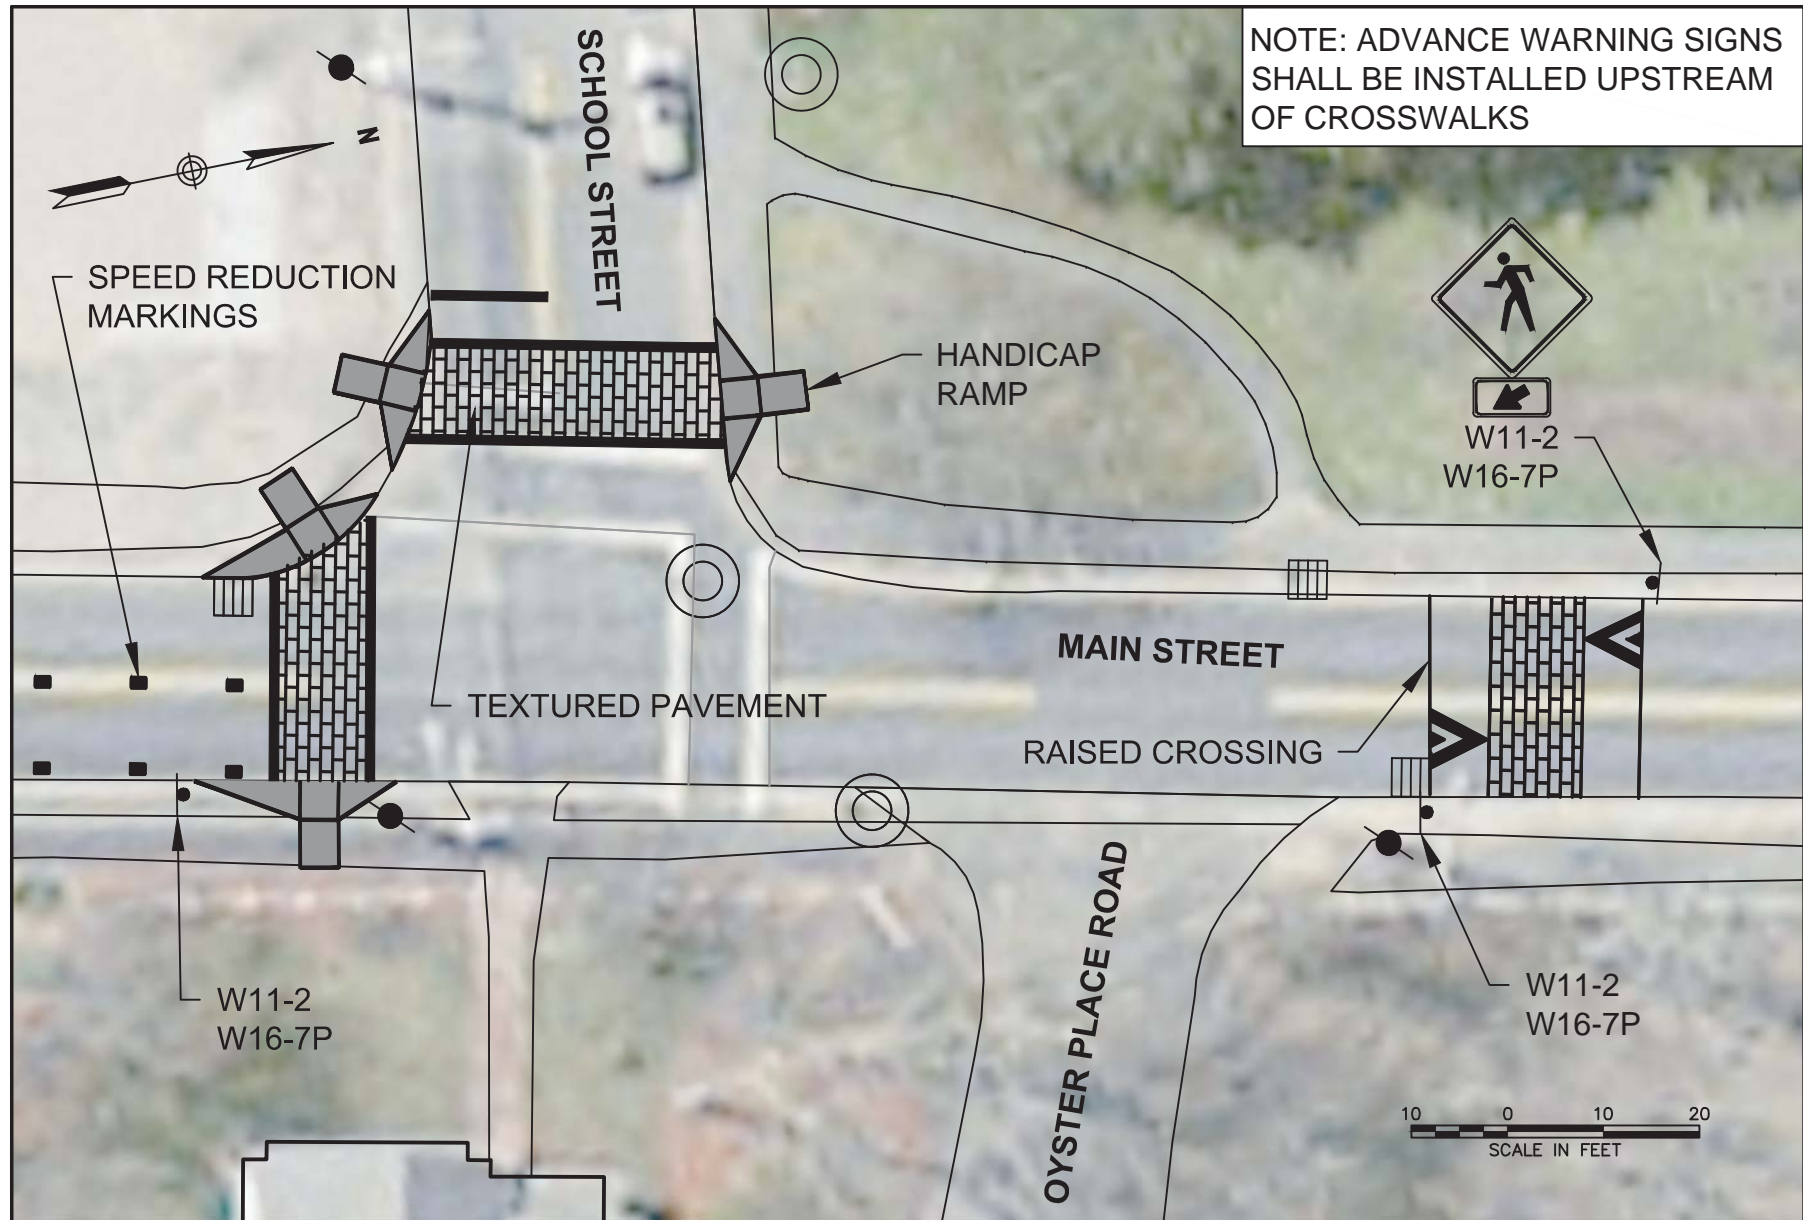 NOTE: ADVANCE WARNING SIGNS
SHALL BE INSTALLED UPSTREAM
OF CROSSWALKS
SCHOOL STREET
N
SPEED REDUCTION
MARKINGS
HANDICAP
RAMP
W11-2
W16-7P
MAIN STREET
TEXTURED PAVEMENT
RAISED CROSSING
OYSTER PLACE ROAD
W11-2
W16-7P
W11-2
W16-7P
10 0 10 20
SCALE IN FEET